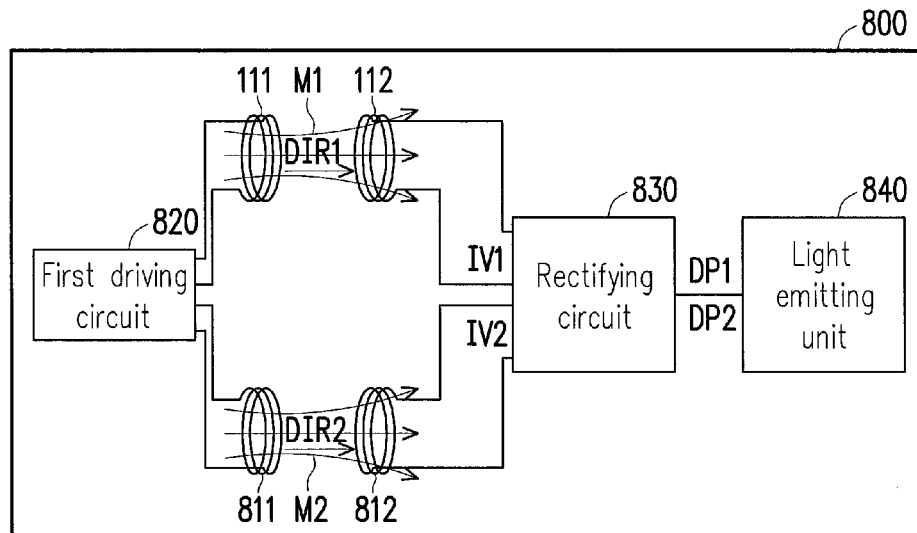 800
111 M1 112
DIR1
820
First driving
circuit
830
840
IV1
IV2
Rectifying
circuit
DP1
DP2
Light
emitting
unit
DIR2
811 M2 812